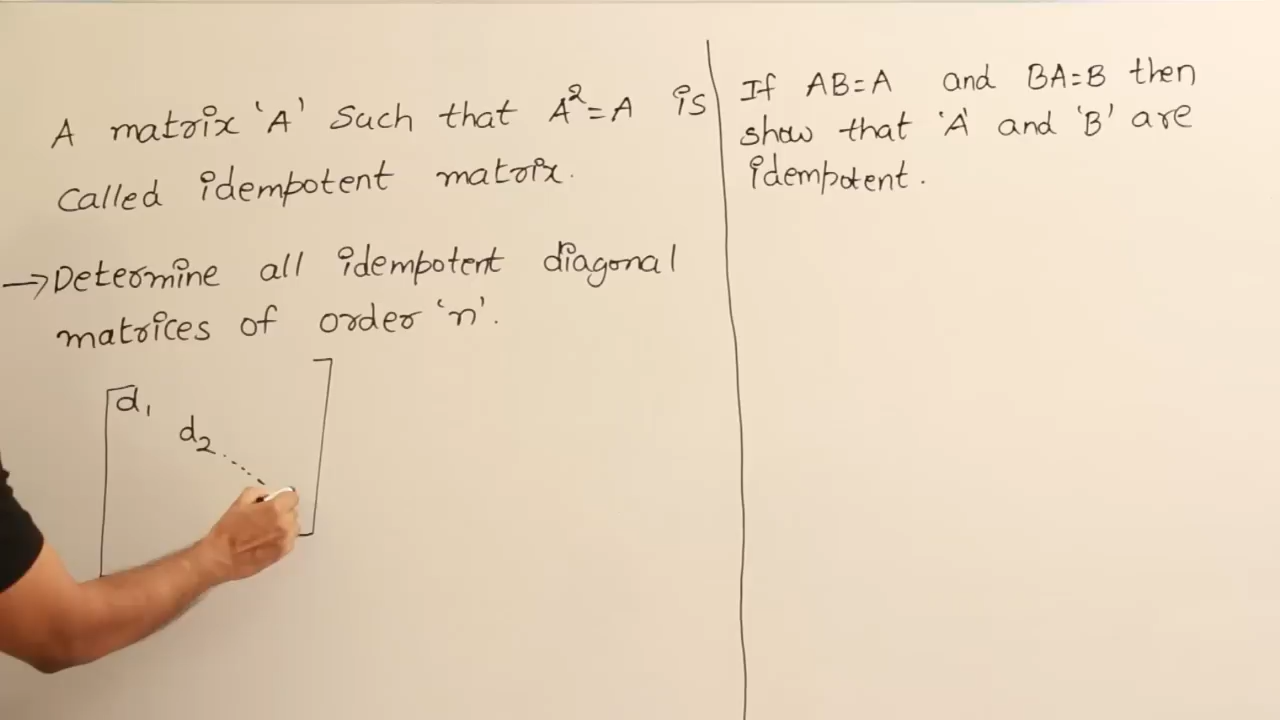 A matrix 'A' Such that A²=A is
Called idempotent matrix.
→Determine all idempotent diagonal
matrices of order 'n'.
d₁
d₂
If AB=A and BA=B then
show that 'A' and 'B' are
idempotent.